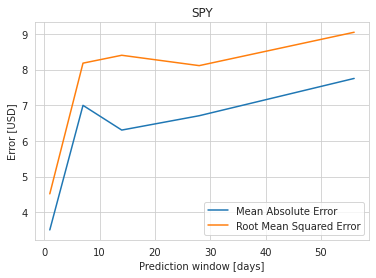 SPY
9
8
7
6
5
4
0 10 20 30 40 50
Error [USD]
Prediction window [days]
Mean Absolute Error
Root Mean Squared Error